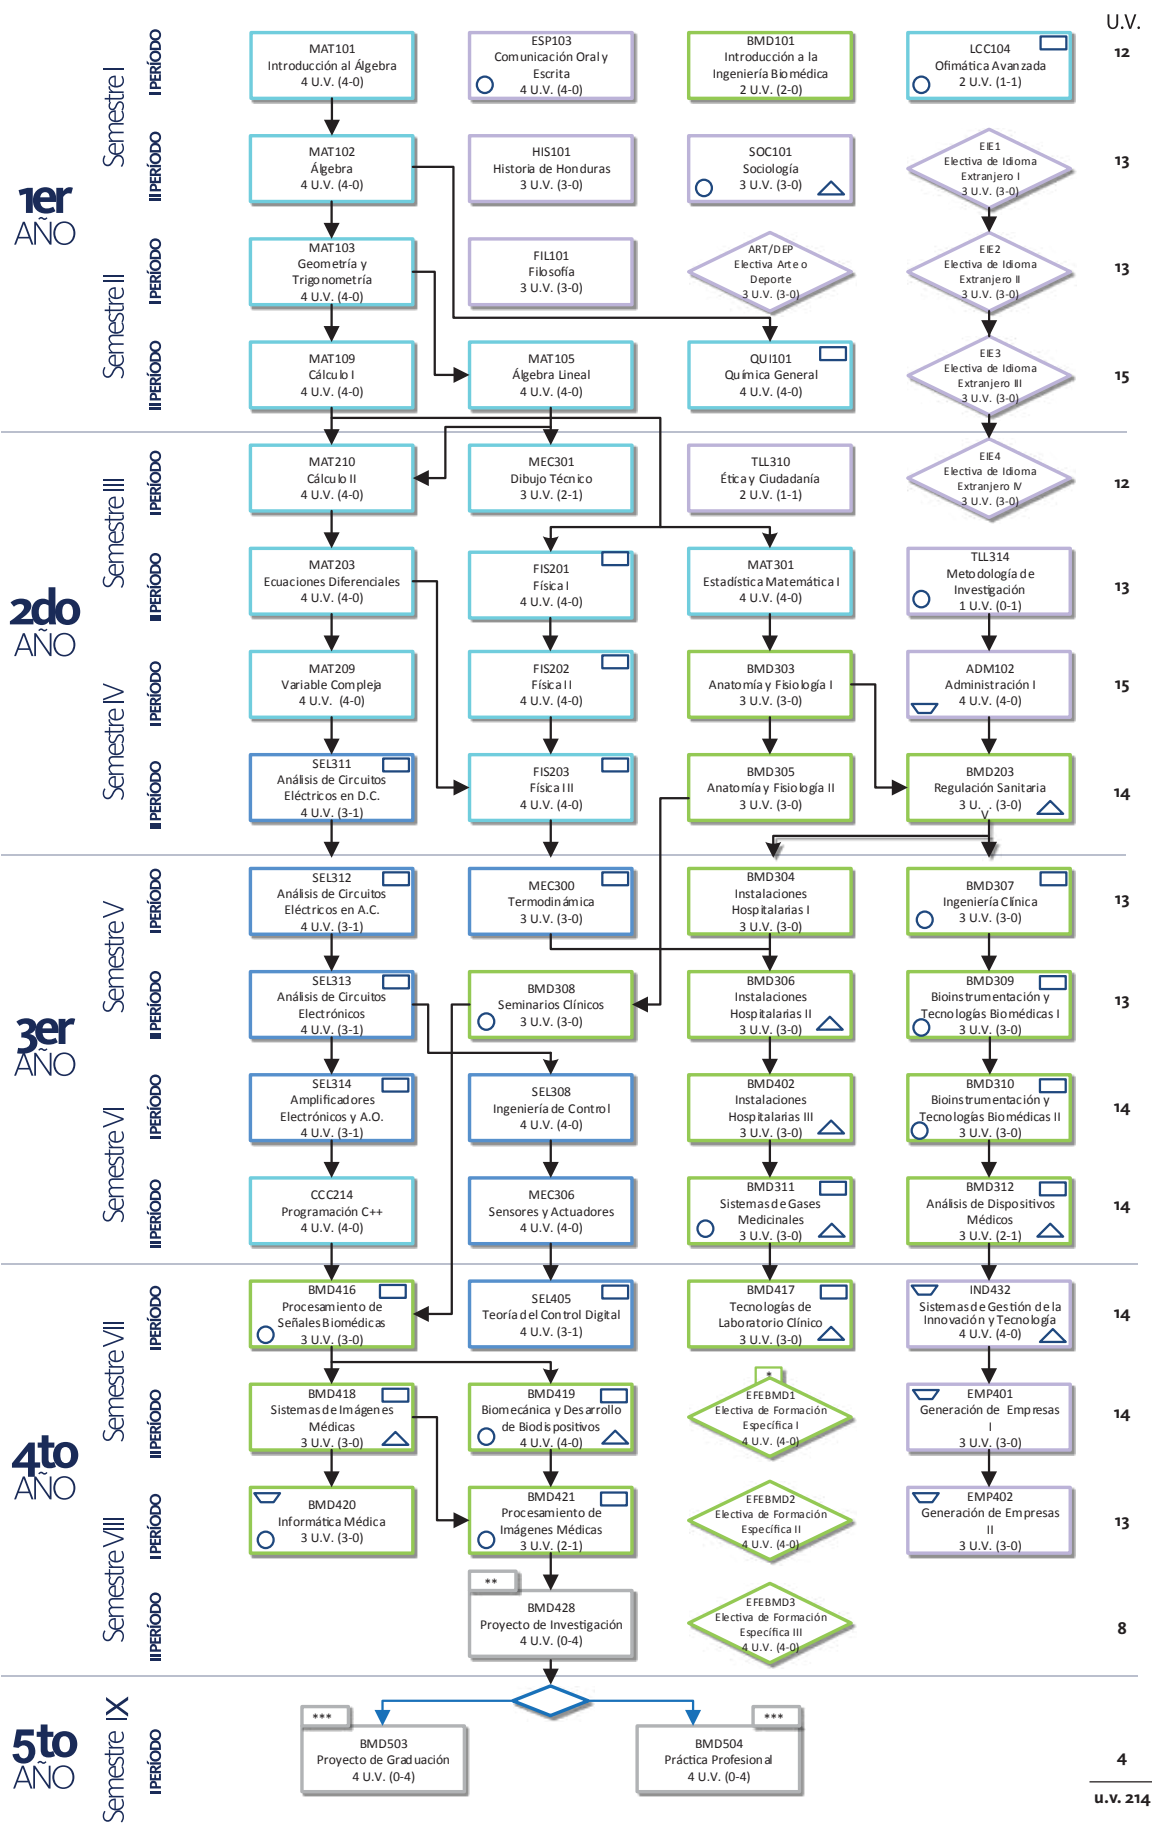 U.V.
1er
AÑO
Semestre I
I PERÍODO
MAT101
Introducción al Álgebra
4 U.V. (4-0)
ESP103
Comunicación Oral y
Escrita
4 U.V. (4-0)
BMD101
Introducción a la
Ingeniería Biomédica
2 U.V. (2-0)
LCC104
Ofimática Avanzada
2 U.V. (1-1)
12
II PERÍODO
MAT102
Álgebra
4 U.V. (4-0)
HIS101
Historia de Honduras
3 U.V. (3-0)
SOC101
Sociología
3 U.V. (3-0)
EIE1
Electiva de Idioma
Extranjero I
3 U.V. (3-0)
13
Semestre II
I PERÍODO
MAT103
Geometría y
Trigonometría
4 U.V. (4-0)
FIL101
Filosofía
3 U.V. (3-0)
ART/DEP
Electiva Arte o
Deporte
3 U.V. (3-0)
EIE2
Electiva de Idioma
Extranjero II
3 U.V. (3-0)
13
II PERÍODO
MAT109
Cálculo I
4 U.V. (4-0)
MAT105
Álgebra Lineal
4 U.V. (4-0)
QUI101
Química General
4 U.V. (4-0)
EIE3
Electiva de Idioma
Extranjero III
3 U.V. (3-0)
15
2do
AÑO
Semestre III
I PERÍODO
MAT210
Cálculo II
4 U.V. (4-0)
MEC301
Dibujo Técnico
3 U.V. (2-1)
TLL310
Ética y Ciudadanía
2 U.V. (1-1)
EIE4
Electiva de Idioma
Extranjero IV
3 U.V. (3-0)
12
II PERÍODO
MAT203
Ecuaciones Diferenciales
4 U.V. (4-0)
FIS201
Física I
4 U.V. (4-0)
MAT301
Estadística Matemática I
4 U.V. (4-0)
TLL314
Metodología de
Investigación
1 U.V. (0-1)
13
Semestre IV
I PERÍODO
MAT209
Variable Compleja
4 U.V. (4-0)
FIS202
Física II
4 U.V. (4-0)
BMD303
Anatomía y Fisiología I
3 U.V. (3-0)
ADM102
Administración I
4 U.V. (4-0)
15
II PERÍODO
SEL311
Análisis de Circuitos
Eléctricos en D.C.
4 U.V. (3-1)
FIS203
Física III
4 U.V. (4-0)
BMD305
Anatomía y Fisiología II
3 U.V. (3-0)
BMD203
Regulación Sanitaria
3 U. . (3-0)
V
14
3er
AÑO
Semestre V
I PERÍODO
SEL312
Análisis de Circuitos
Eléctricos en A.C.
4 U.V. (3-1)
MEC300
Termodinámica
3 U.V. (3-0)
BMD304
Instalaciones
Hospitalarias I
3 U.V. (3-0)
BMD307
Ingeniería Clínica
3 U.V. (3-0)
13
II PERÍODO
SEL313
Análisis de Circuitos
Electrónicos
4 U.V. (3-1)
BMD308
Seminarios Clínicos
3 U.V. (3-0)
BMD306
Instalaciones
Hospitalarias II
3 U.V. (3-0)
BMD309
Bioinstrumentación y
Tecnologías Biomédicas I
3 U.V. (3-0)
13
Semestre VI
I PERÍODO
SEL314
Amplificadores
Electrónicos y A.O.
4 U.V. (3-1)
SEL308
Ingeniería de Control
4 U.V. (4-0)
BMD402
Instalaciones
Hospitalarias III
3 U.V. (3-0)
BMD310
Bioinstrumentación y
Tecnologías Biomédicas II
3 U.V. (3-0)
14
II PERÍODO
CCC214
Programación C++
4 U.V. (4-0)
MEC306
Sensores y Actuadores
4 U.V. (4-0)
BMD311
Sistemas de Gases
Medicinales
3 U.V. (3-0)
BMD312
Análisis de Dispositivos
Médicos
3 U.V. (2-1)
14
4to
AÑO
Semestre VII
I PERÍODO
BMD416
Procesamiento de
Señales Biomédicas
3 U.V. (3-0)
SEL405
Teoría del Control Digital
4 U.V. (3-1)
BMD417
Tecnologías de
Laboratorio Clínico
3 U.V. (3-0)
IND432
Sistemas de Gestión de la
Innovación y Tecnología
4 U.V. (4-0)
14
II PERÍODO
BMD418
Sistemas de Imágenes
Médicas
3 U.V. (3-0)
BMD419
Biomecánica y Desarrollo
de Biodispositivos
4 U.V. (4-0)
*
EFEBMD1
Electiva de Formación
Específica I
4 U.V. (4-0)
EMP401
Generación de Empresas
I
3 U.V. (3-0)
14
Semestre VIII
I PERÍODO
BMD420
Informática Médica
3 U.V. (3-0)
BMD421
Procesamiento de
Imágenes Médicas
3 U.V. (2-1)
EFEBMD2
Electiva de Formación
Específica II
4 U.V. (4-0)
EMP402
Generación de Empresas
II
3 U.V. (3-0)
13
II PERÍODO
**
BMD428
Proyecto de Investigación
4 U.V. (0-4)
EFEBMD3
Electiva de Formación
Específica III
4 U.V. (4-0)
8
5to
AÑO
Semestre IX
I PERÍODO
***
BMD503
Proyecto de Graduación
4 U.V. (0-4)
***
BMD504
Práctica Profesional
4 U.V. (0-4)
4
u.v. 214